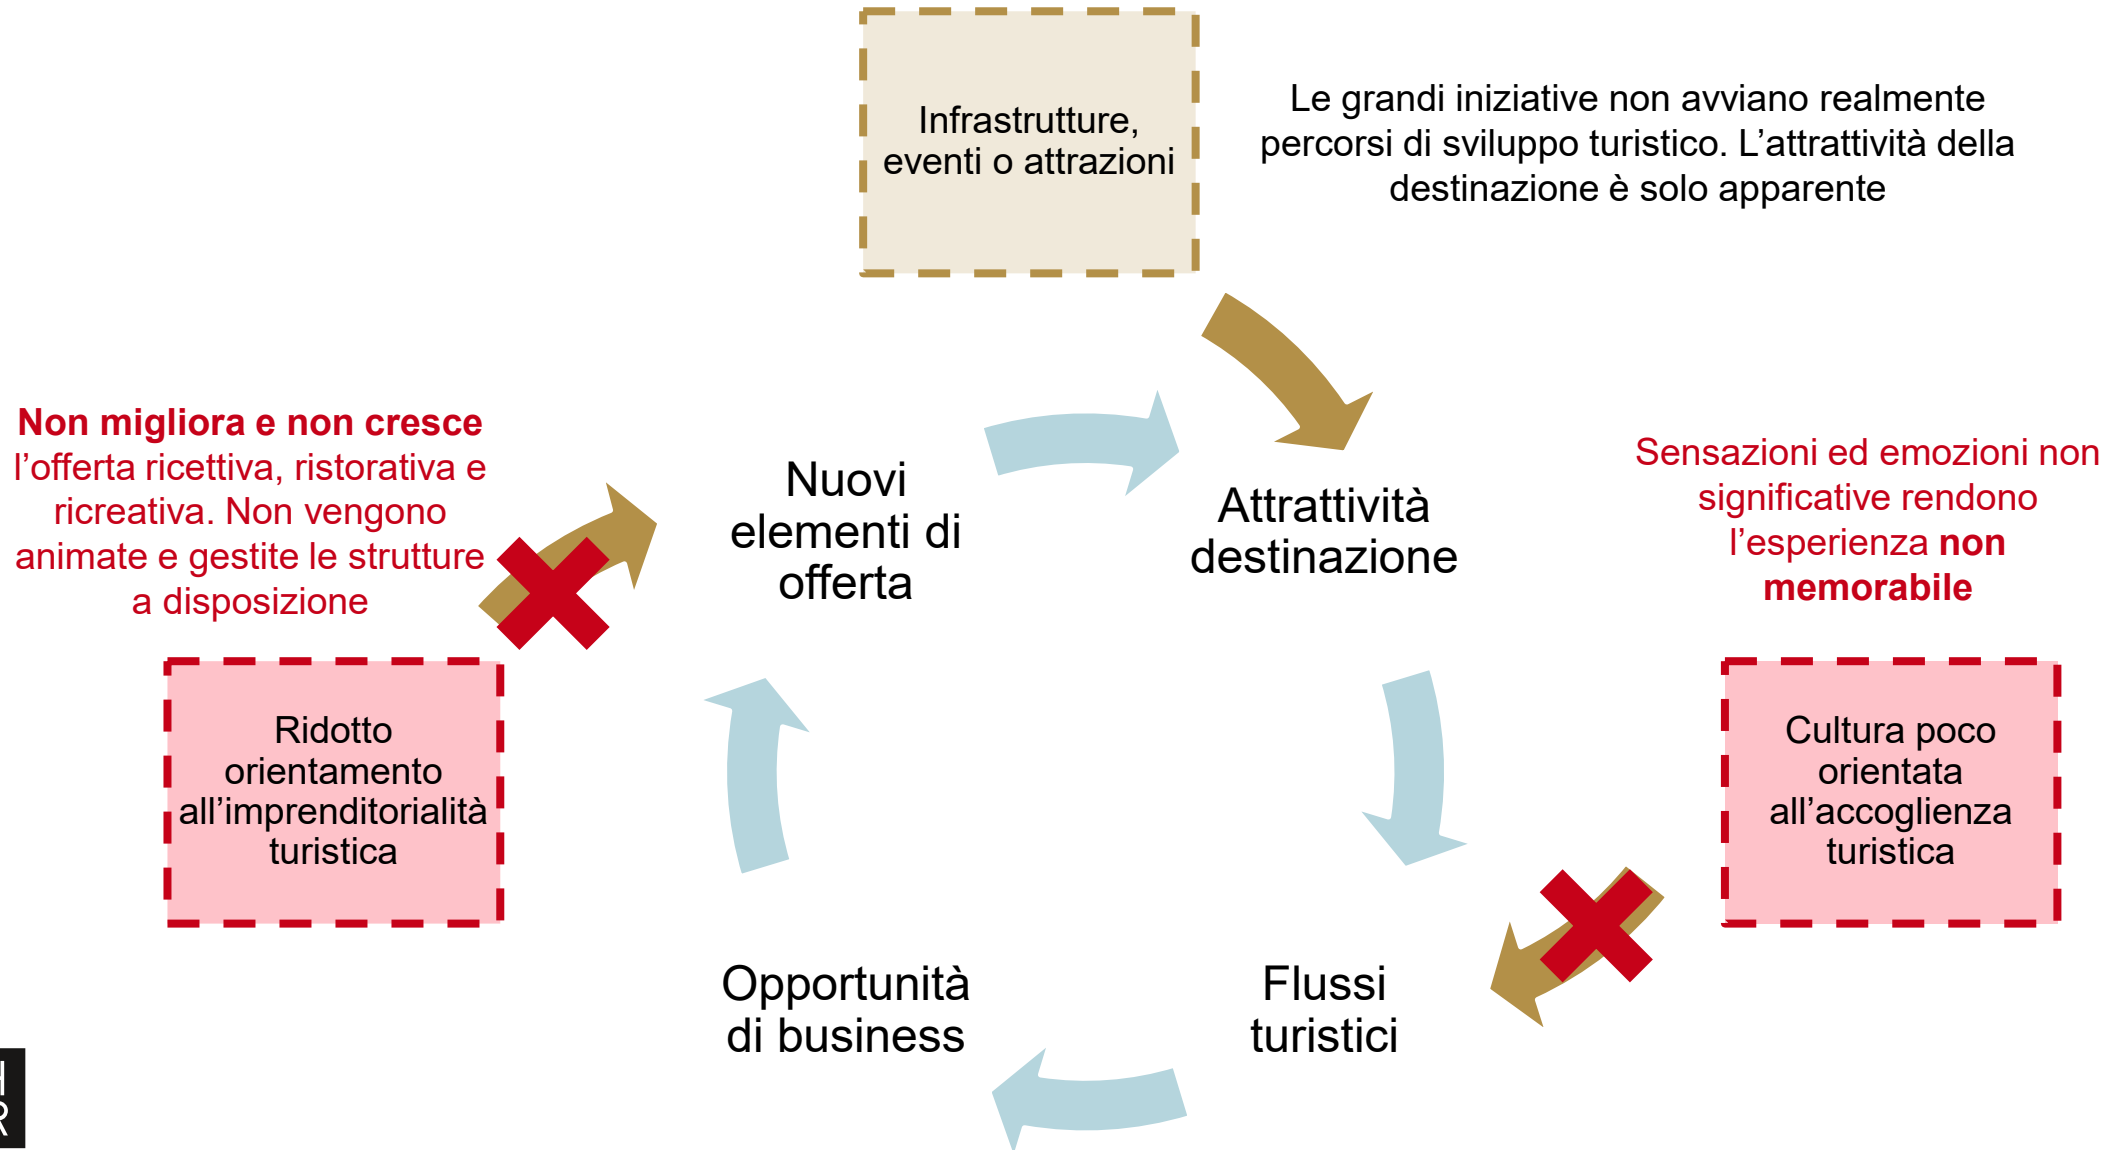 Infrastrutture,
eventi o attrazioni
Le grandi iniziative non avviano realmente
percorsi di sviluppo turistico. L’attrattività della
destinazione è solo apparente
Non migliora e non cresce
l’offerta ricettiva, ristorativa e
ricreativa. Non vengono
animate e gestite le strutture
a disposizione
Nuovi
elementi di
offerta
Attrattività
destinazione
Sensazioni ed emozioni non
significative rendono
l’esperienza non
memorabile
Ridotto
orientamento
all’imprenditorialità
turistica
Cultura poco
orientata
all’accoglienza
turistica
Opportunità
di business
Flussi
turistici